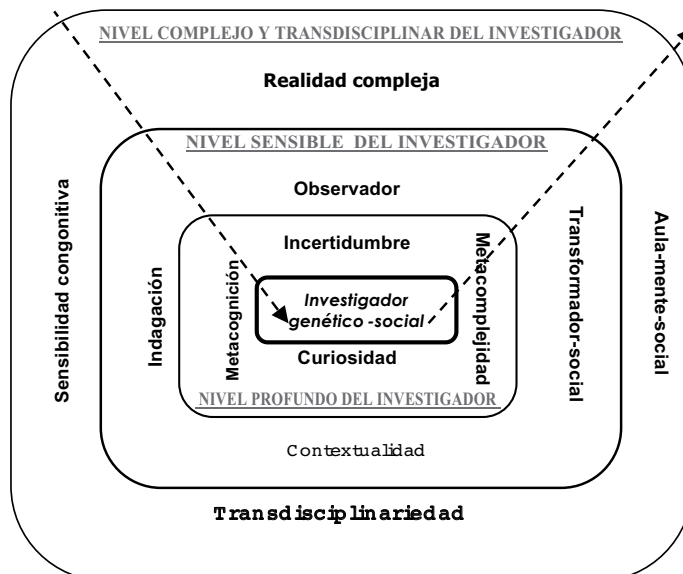 NIVEL COMPLEJO Y TRANSDISCIPLINAR DEL INVESTIGADOR
Realidad compleja
NIVEL SENSIBLE DEL INVESTIGADOR
Observador
Incertidumbre
Sensibilidad congonitiva
Indagación
Metacognición
Investigador
genético -social
Metacomplejidad
Transformador-social
Aula-mente-social
Curiosidad
NIVEL PROFUNDO DEL INVESTIGADOR
Contextualidad
Transdisciplinariedad